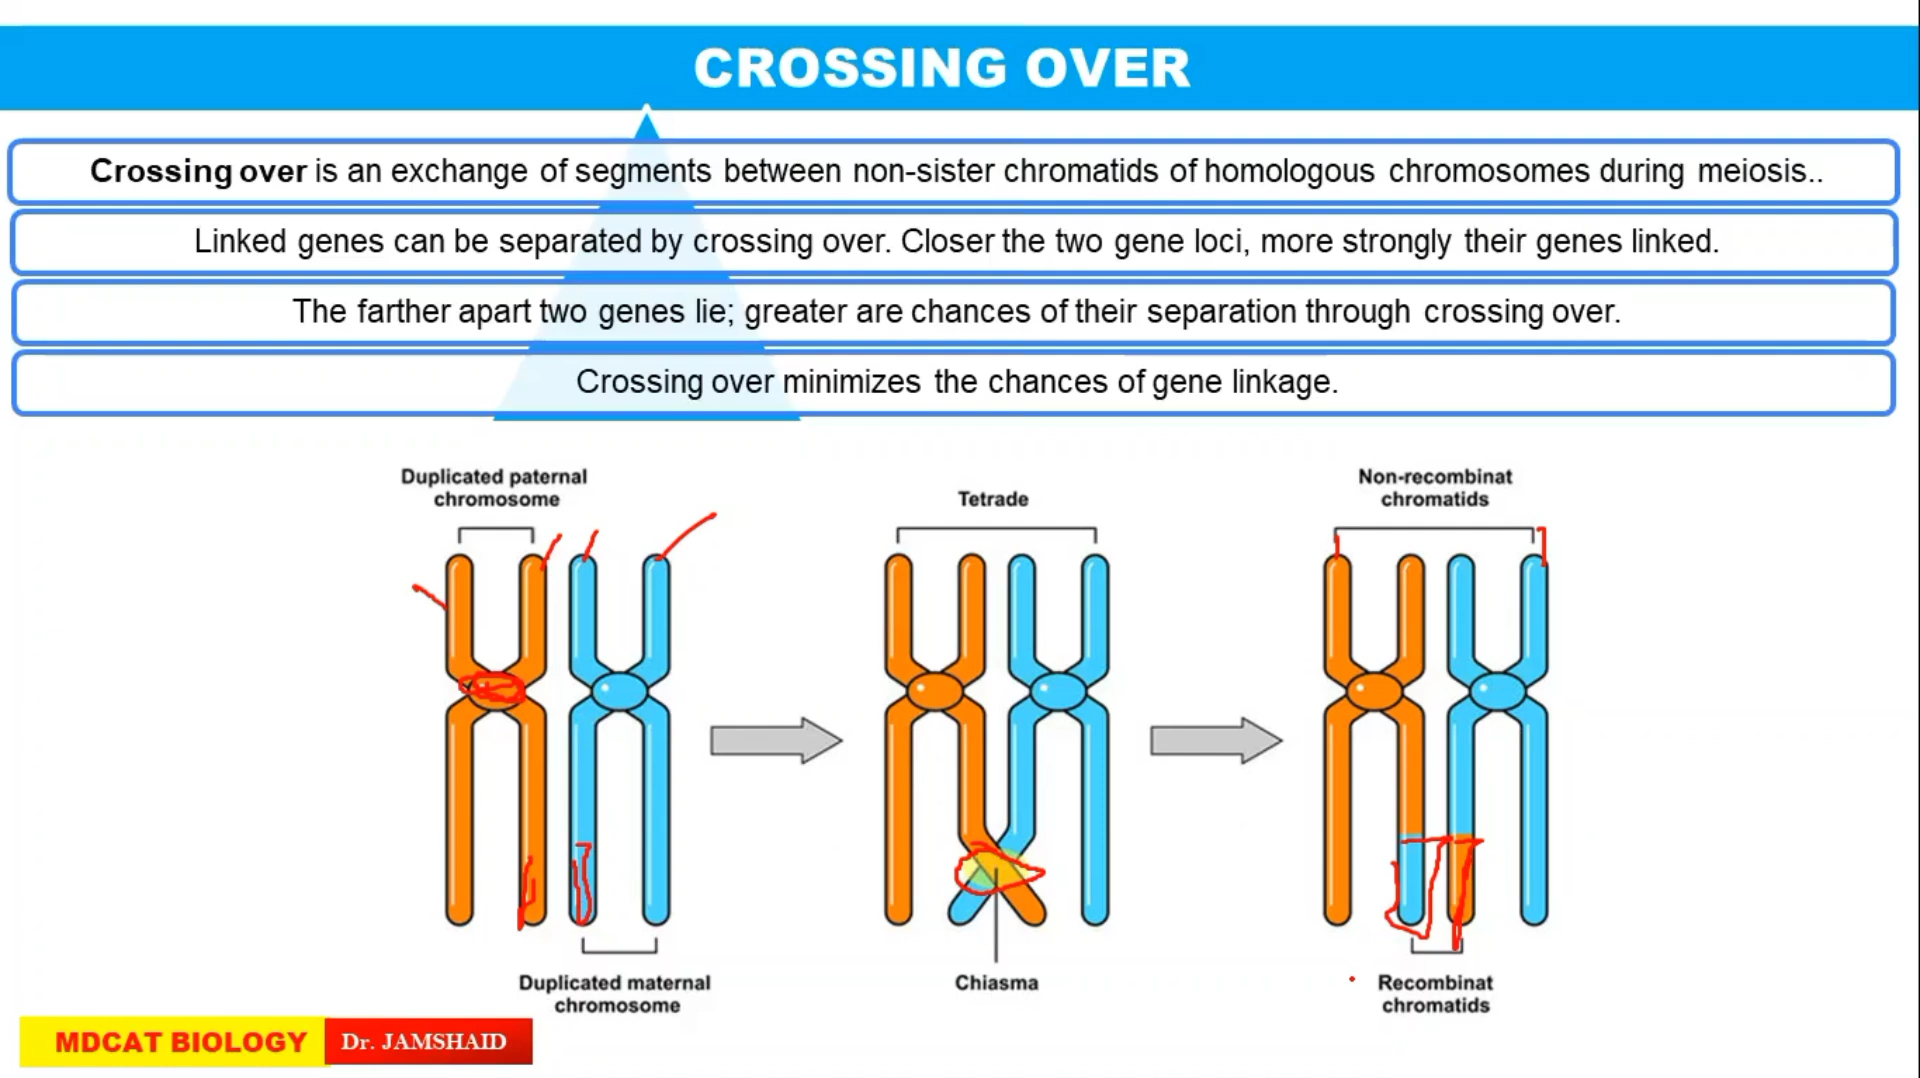 CROSSING OVER
Crossing over is an exchange of segments between non-sister chromatids of homologous chromosomes during meiosis..
Linked genes can be separated by crossing over. Closer the two gene loci, more strongly their genes linked.
The farther apart two genes lie; greater are chances of their separation through crossing over.
Crossing over minimizes the chances of gene linkage.
Duplicated paternal
chromosome
Tetrade
Non-recombinat
chromatids
Duplicated maternal
chromosome
Chiasma
Recombinat
chromatids
MDCAT BIOLOGY
Dr. JAMSHAID